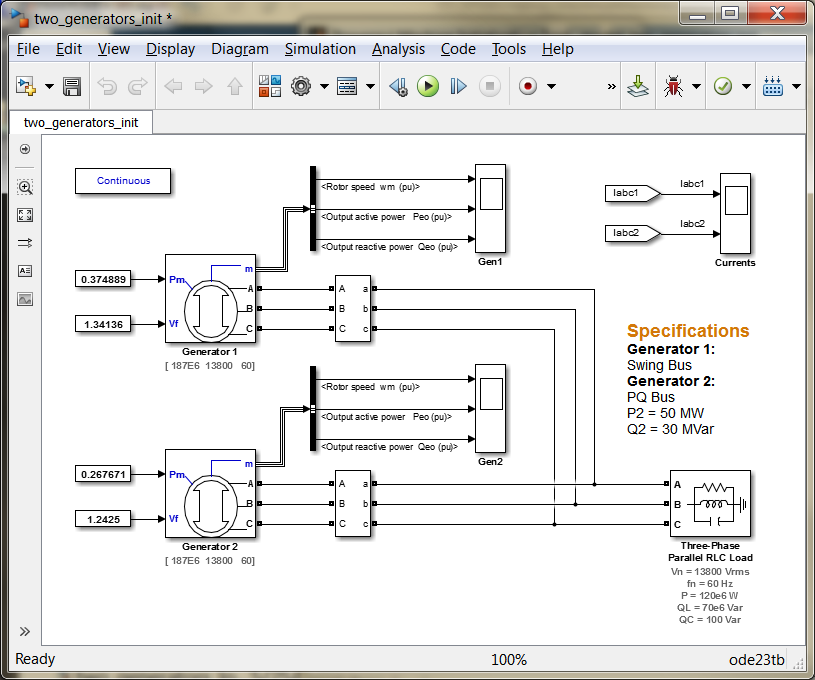 two_generators_init *
File Edit View Display Diagram Simulation Analysis Code Tools Help
»
two_generators_init
Continuous
<Rotor speed wm (pu)>
<Output active power Peo (pu)>
<Output reactive power Qeo (pu)>
Gen1
Iabc1
Iabc1
Iabc2
Iabc2
Currents
0.374889
1.34136
Pm
Vf
m
A
B
C
A
B
C
a
b
c
Generator 1
[ 187E6 13800 60]
Specifications
Generator 1:
Swing Bus
Generator 2:
PQ Bus
P2 = 50 MW
Q2 = 30 MVar
<Rotor speed wm (pu)>
<Output active power Peo (pu)>
<Output reactive power Qeo (pu)>
Gen2
0.267671
1.2425
Pm
Vf
m
A
B
C
A
B
C
a
b
c
Generator 2
[ 187E6 13800 60]
A
B
C
Three-Phase
Parallel RLC Load
Vn = 13800 Vrms
fn = 60 Hz
P = 120e6 W
QL = 70e6 Var
QC = 100 Var
»
Ready 100% ode23tb